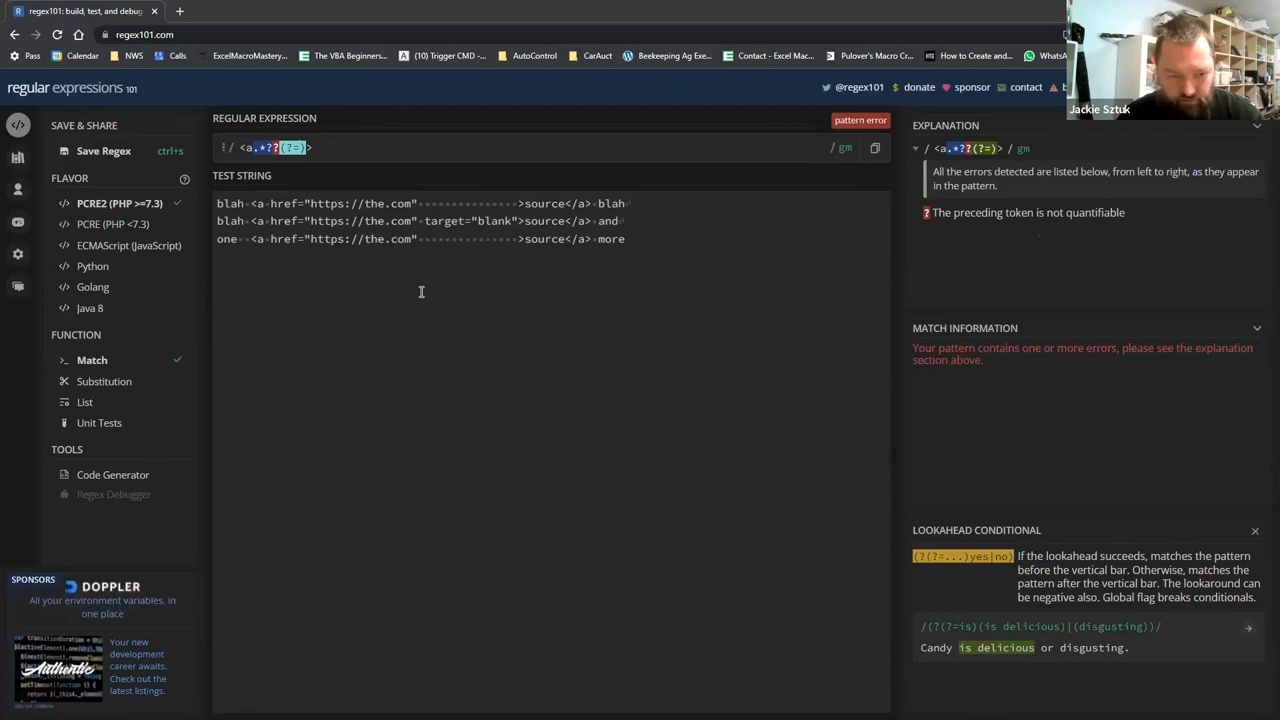 regex101: build, test, and debug
regex101.com
Pass
Calendar
NWS
Calls
ExcelMacroMastery
The VBA Beginners...
(10) Trigger CMD -...
AutoControl
CarAuct
Beekeeping Ag Exe...
Contact - Excel Mac...
Pulover's Macro Cr...
How to Create and...
regular expressions 101
@regex101
$ donate
sponsor
contact
Jackie Sztuk
SAVE & SHARE
Save Regex ctrl+s
FLAVOR
PCRE2 (PHP >=7.3)
PCRE (PHP <7.3)
ECMAScript (JavaScript)
Python
Golang
Java 8
FUNCTION
Match
Substitution
List
Unit Tests
TOOLS
Code Generator
Regex Debugger
SPONSORS
DOPPLER
All your environment variables, in
one place
Authentic
Your new
development
career awaits.
Check out the
latest listings.
REGULAR EXPRESSION
pattern error
/ <a.*??(?=)> / gm
TEST STRING
blah <a href="https://the.com" >source</a> blah
blah <a href="https://the.com" target="blank">source</a> and
one <a href="https://the.com" >source</a> more
EXPLANATION
/ <a.*??(?=)> / gm
All the errors detected are listed below, from left to right, as they appear
in the pattern.
? The preceding token is not quantifiable
MATCH INFORMATION
Your pattern contains one or more errors, please see the explanation
section above.
LOOKAHEAD CONDITIONAL
(?(?=...)yes|no) If the lookahead succeeds, matches the pattern
before the vertical bar. Otherwise, matches the
pattern after the vertical bar. The lookaround can
be negative also. Global flag breaks conditionals.
/(?(?=is)(is delicious)|(disgusting))/
Candy is delicious or disgusting.